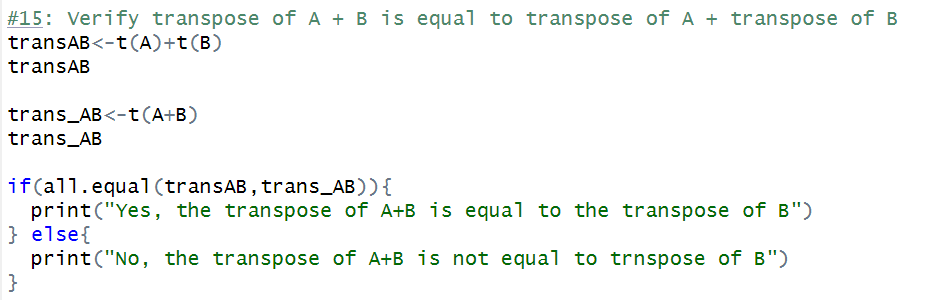 #15: Verify transpose of A + B is equal to transpose of A + transpose of B
transAB<-t(A)+t(B)
transAB

trans_AB<-t(A+B)
trans_AB

if(all.equal(transAB,trans_AB)){
  print("Yes, the transpose of A+B is equal to the transpose of B")
} else{
  print("No, the transpose of A+B is not equal to trnspose of B")
}